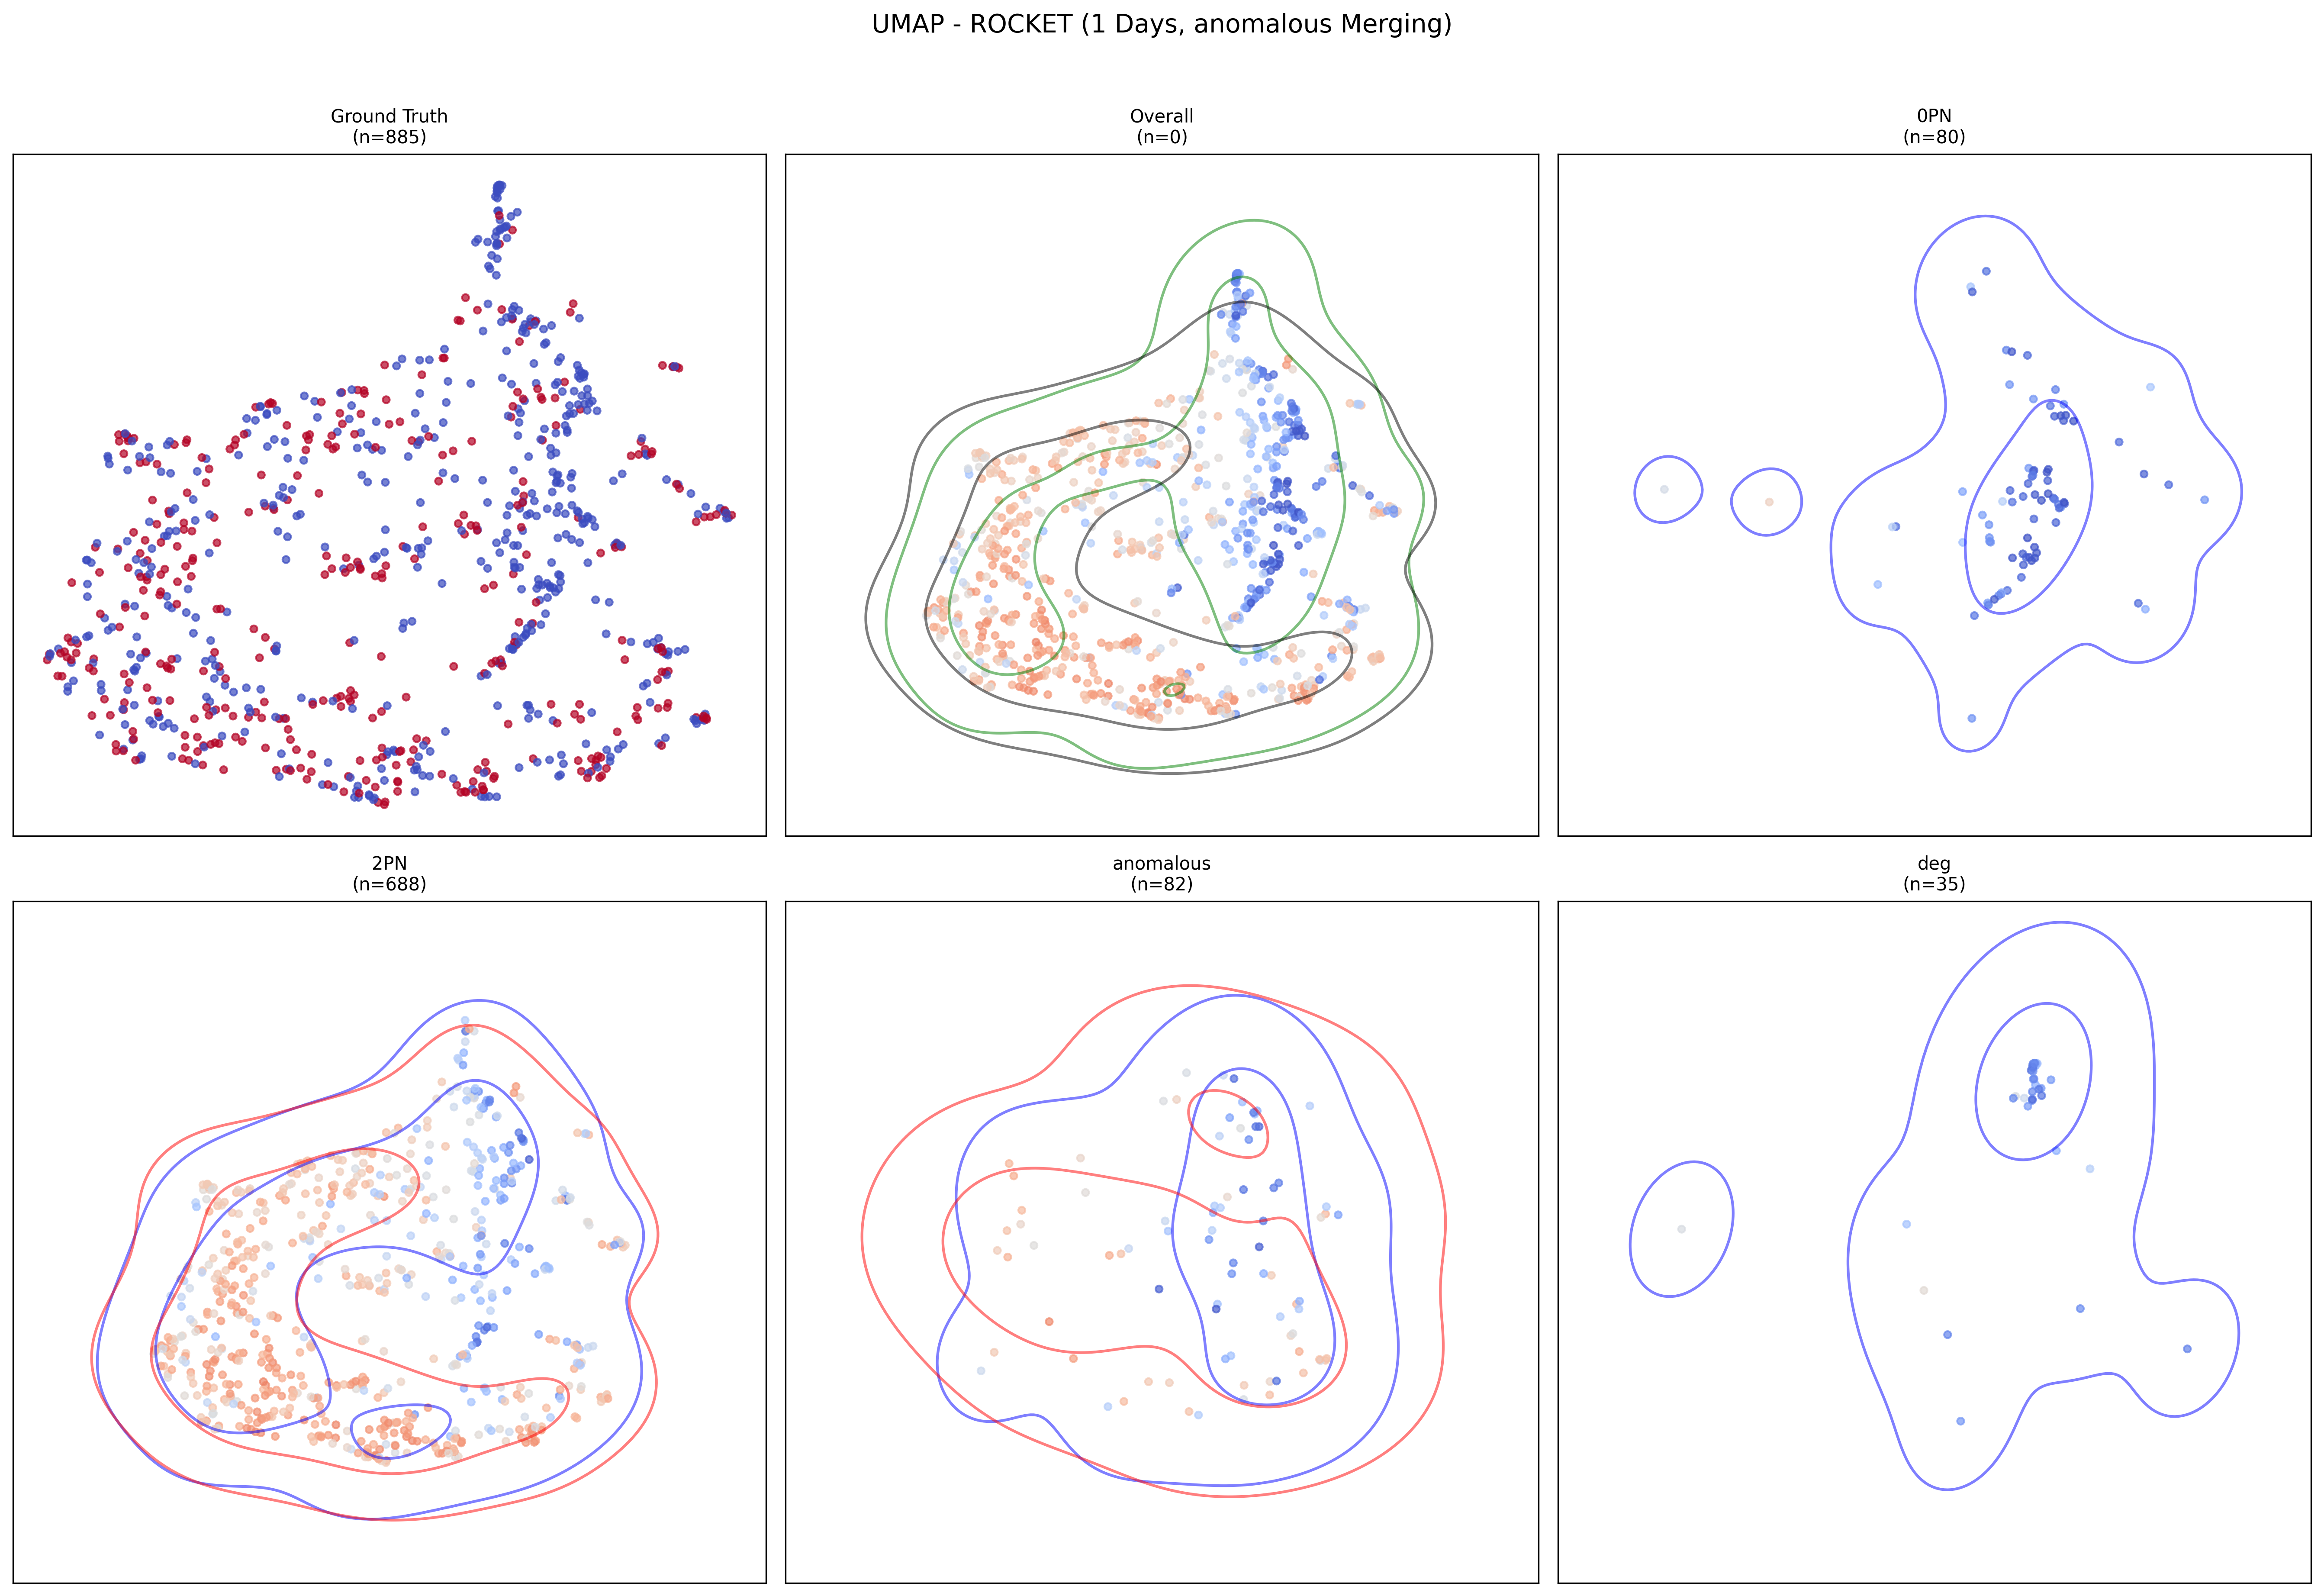 UMAP - ROCKET (1 Days, anomalous Merging)
Ground Truth
(n=885)
Overall
(n=0)
0PN
(n=80)
2PN
(n=688)
anomalous
(n=82)
deg
(n=35)